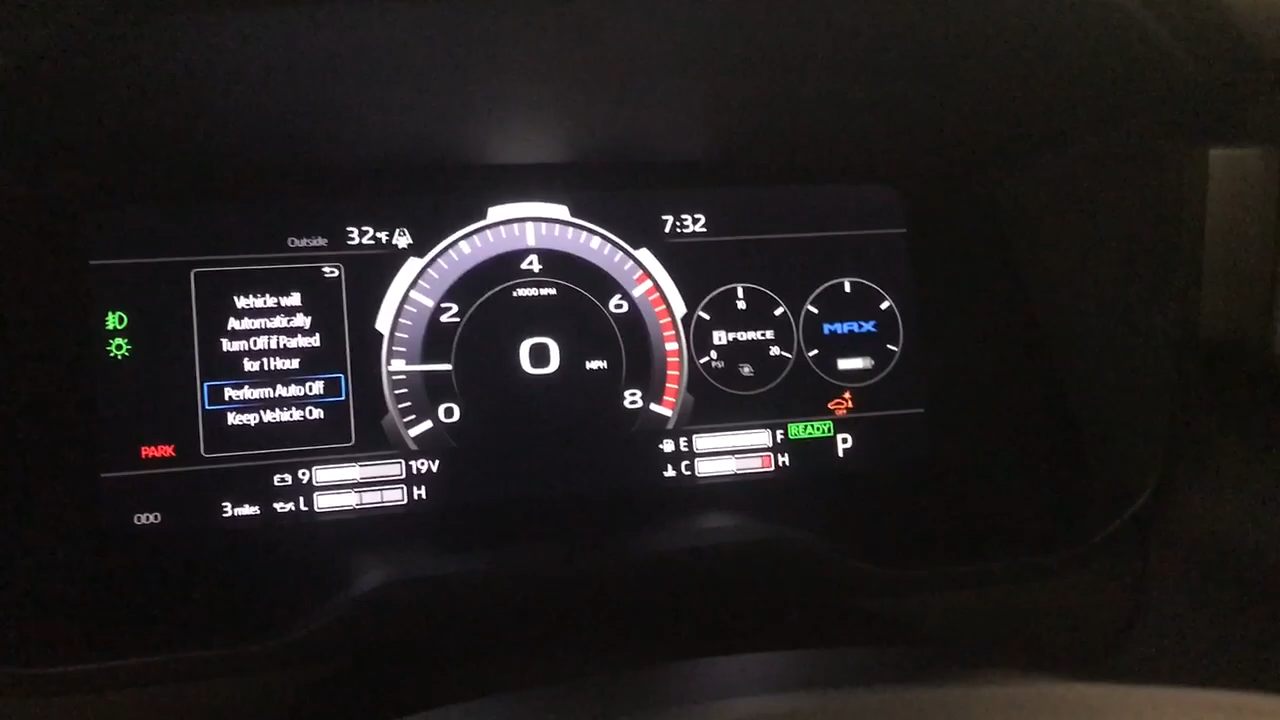 Outside 32°F
7:32
Vehicle will
Automatically
Turn Off if Parked
for 1 Hour
Perform Auto Off
Keep Vehicle On
PARK
ODO 3 miles
9 19V
L H
0 2 4 6 8
x1000 RPM
0 MPH
10
iFORCE
0 20
PSI
MAX
OFF
E F
READY
C H
P